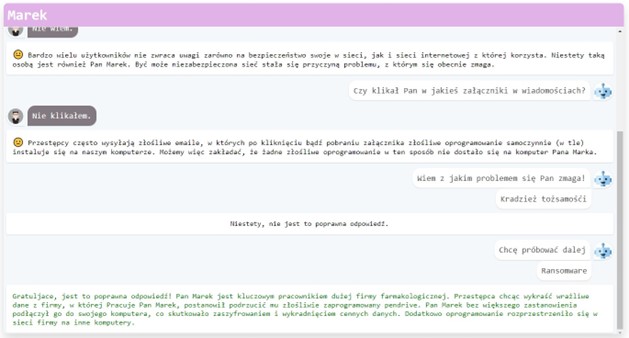 Marek
Nie wiem.
Bardzo wielu użytkowników nie zwraca uwagi zarówno na bezpieczeństwo swoje w sieci, jak i sieci internetowej z której korzysta. Niestety taką
osobą jest również Pan Marek. Być może niezabezpieczona sieć stała się przyczyną problemu, z którym się obecnie zmaga.
Czy klikał Pan w jakieś załączniki w wiadomościach?
Nie klikałem.
Przestępcy często wysyłają złośliwe emaile, w których po kliknięciu bądź pobraniu załącznika złośliwe oprogramowanie samoczynnie (w tle)
instaluje się na naszym komputerze. Możemy więc zakładać, że żadne złośliwe oprogramowanie w ten sposób nie dostało się na komputer Pana Marka.
Wiem z jakim problemem się Pan zmaga!
Kradzież tożsamośći
Niestety, nie jest to poprawna odpowiedź.
Chcę próbować dalej
Ransomware
Gratulacje, jest to poprawna odpowiedź! Pan Marek jest kluczowym pracownikiem dużej firmy farmakologicznej. Przestępca chcąc wykraść wrażliwe
dane z firmy, w której Pracuje Pan Marek, postanowił podrzucić mu złośliwie zaprogramowany pendrive. Pan Marek bez większego zastanowienia
podłączył go do swojego komputera, co skutkowało zaszyfrowaniem i wykradnięciem cennych danych. Dodatkowo oprogramowanie rozprzestrzeniło się w
sieci firmy na inne komputery.